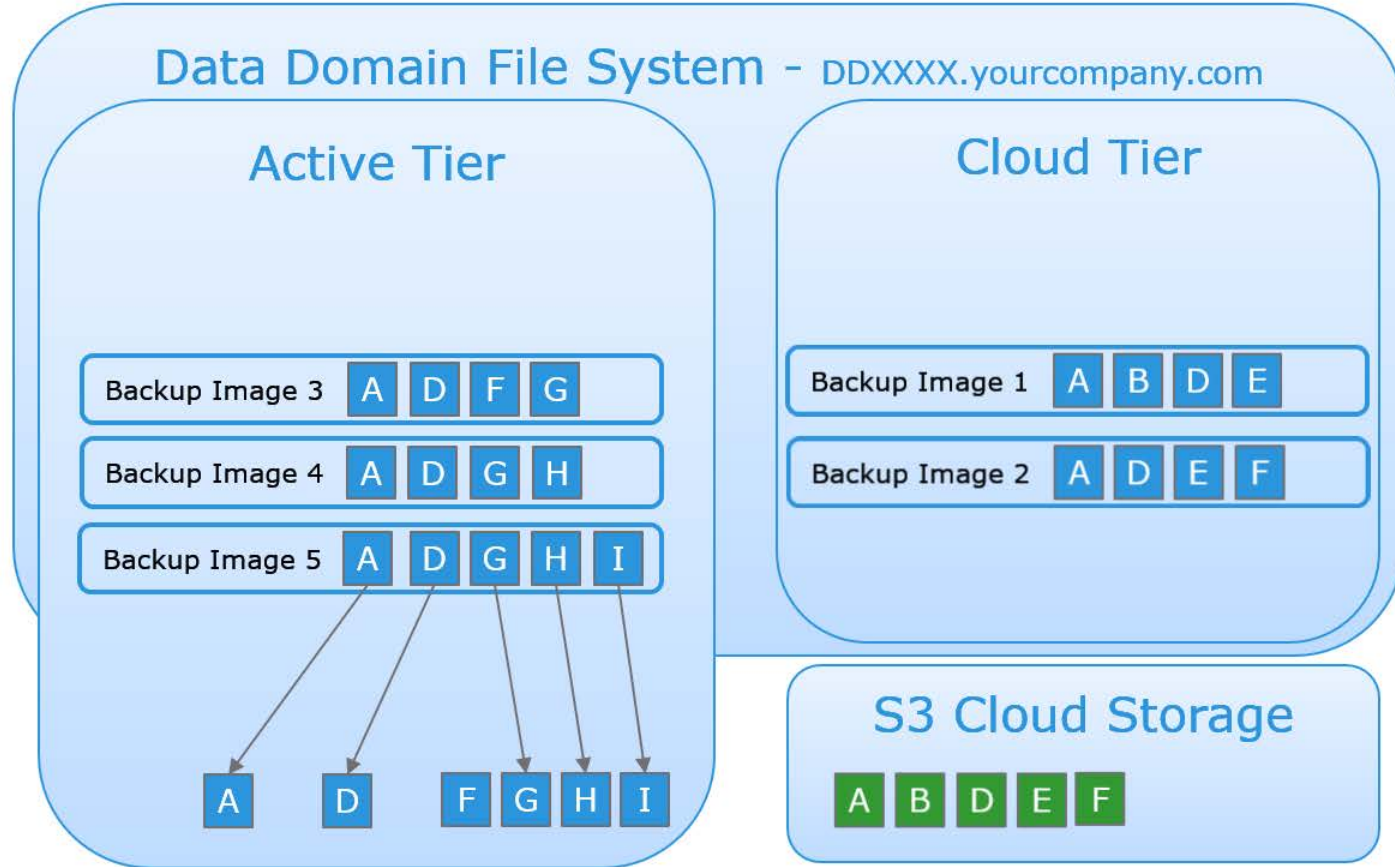 Data Domain File System - DDXXXX.yourcompany.com
Active Tier
Backup Image 3 A D F G
Backup Image 4 A D G H
Backup Image 5 A D G H I
A D F G H I
Cloud Tier
Backup Image 1 A B D E
Backup Image 2 A D E F
S3 Cloud Storage
A B D E F